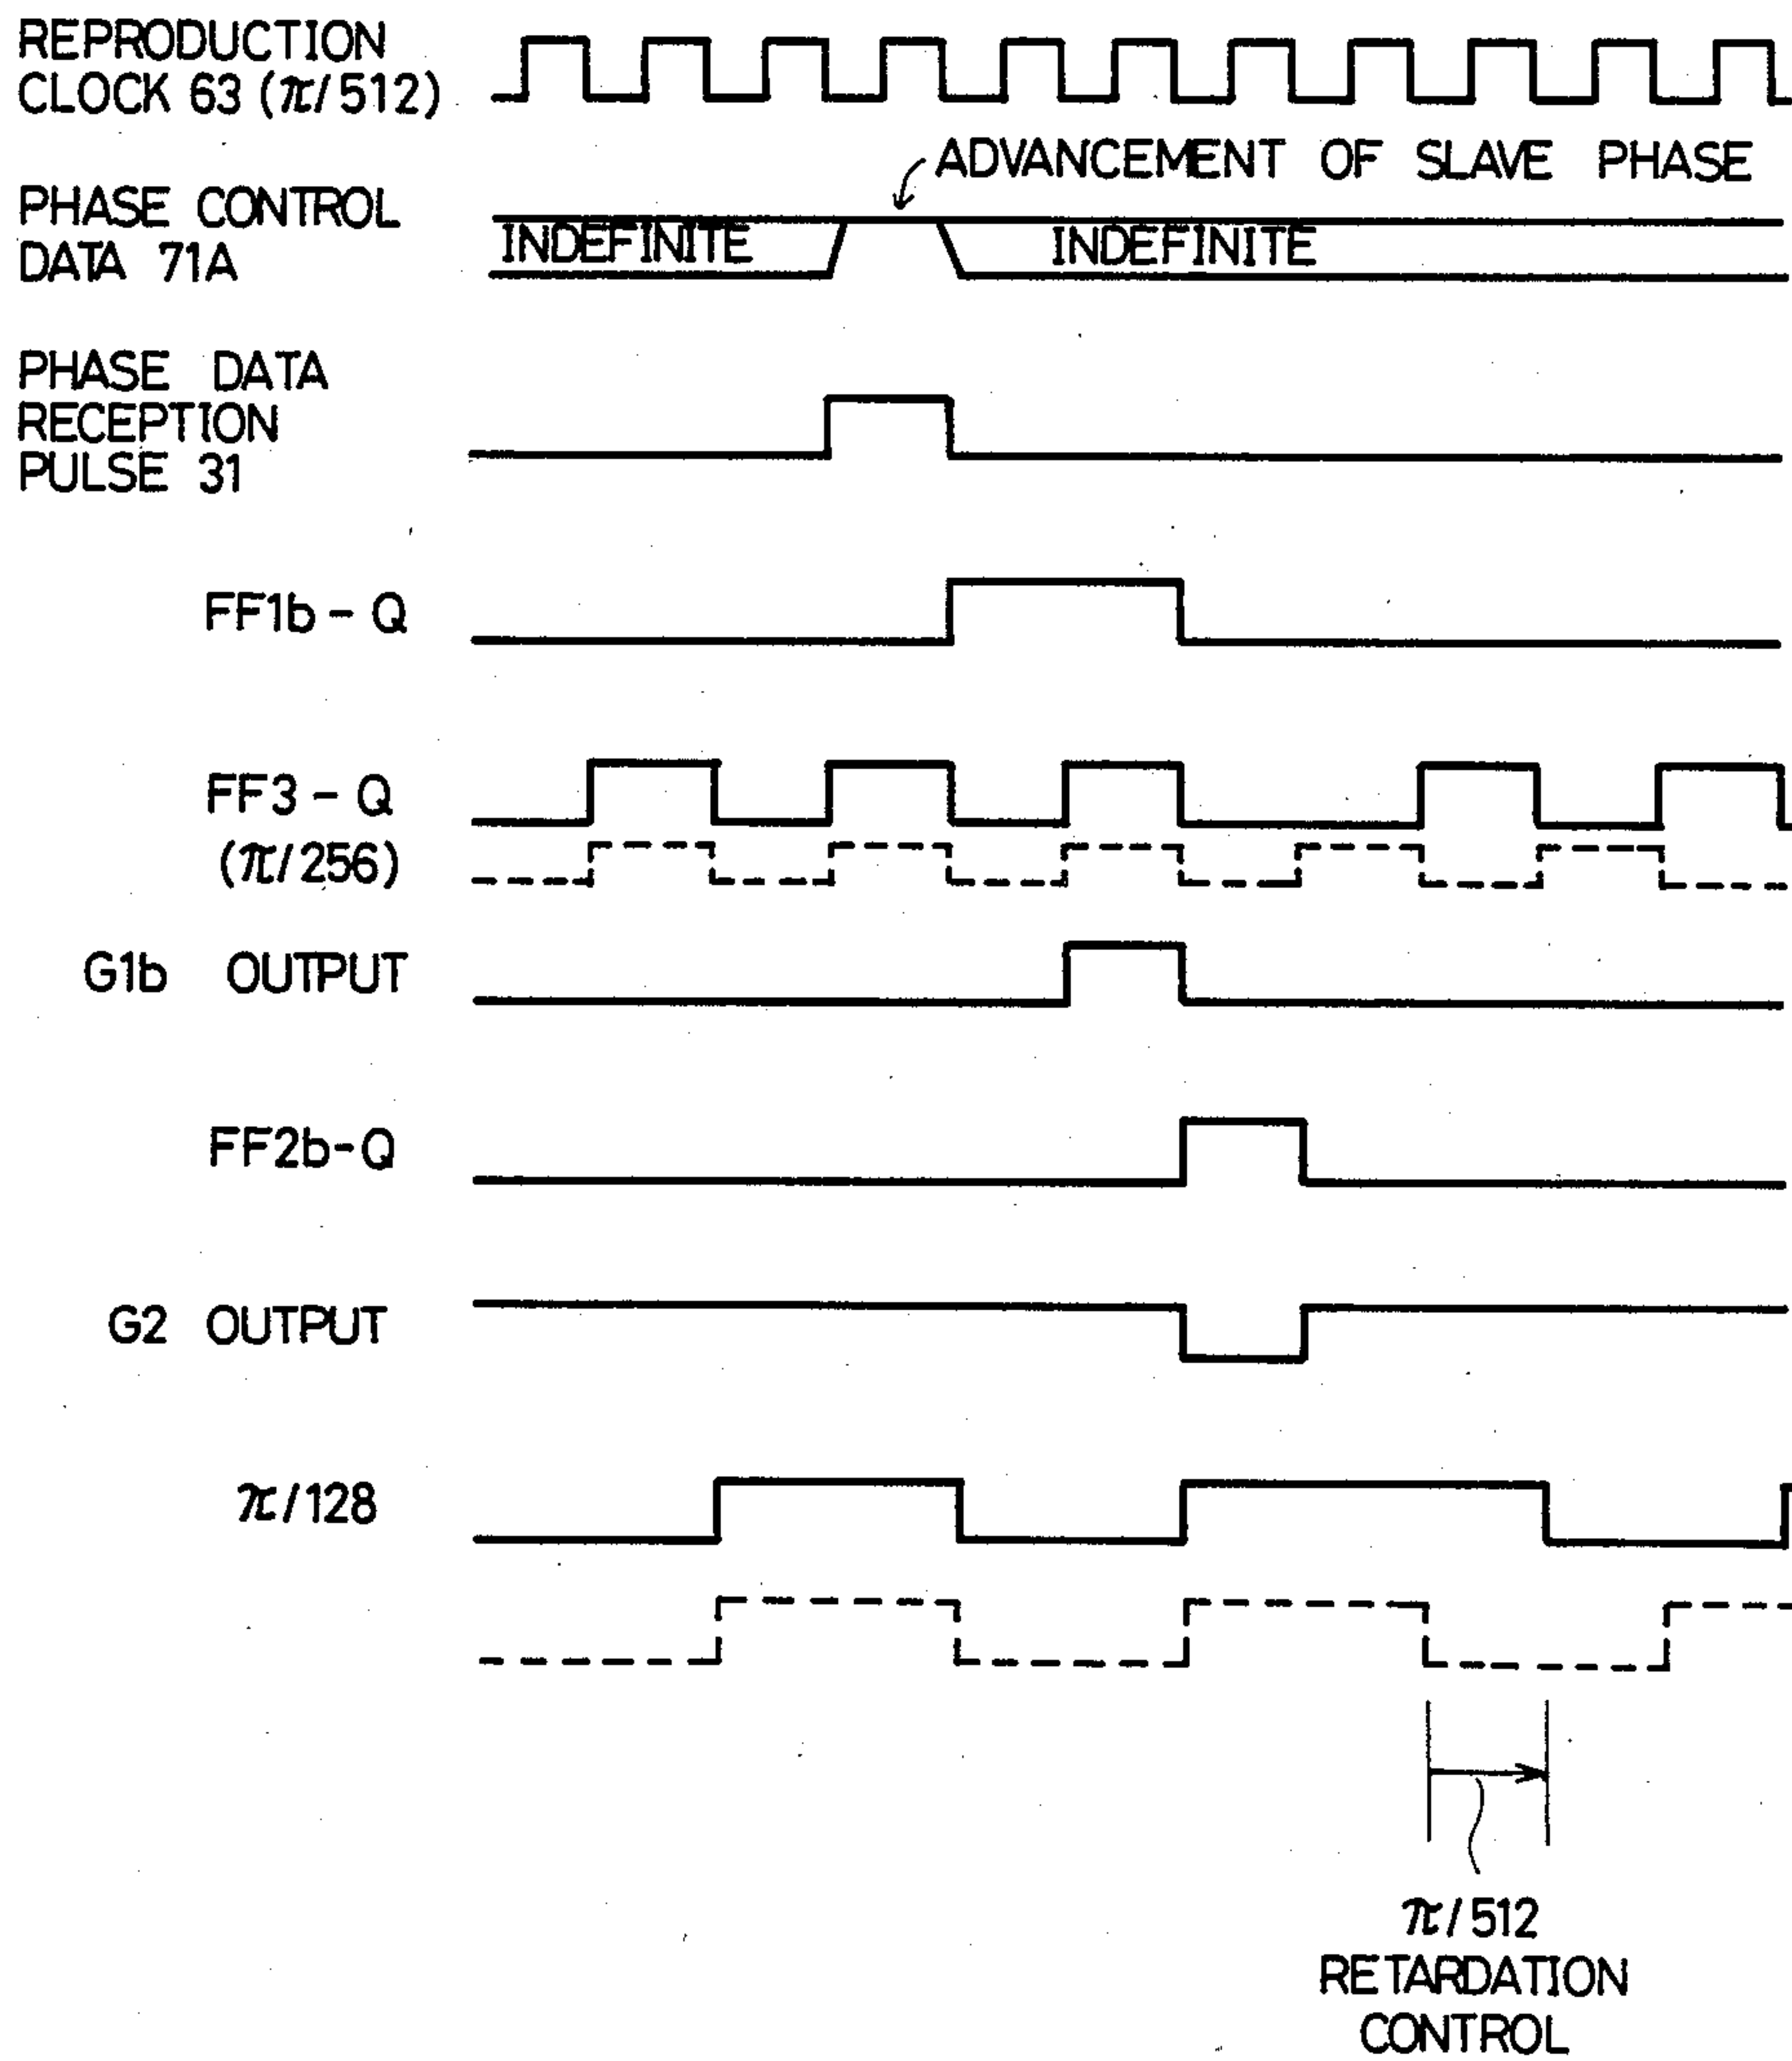 REPRODUCTION
CLOCK 63 (π/512)
ADVANCEMENT OF SLAVE PHASE
PHASE CONTROL
DATA 71A
INDEFINITE
INDEFINITE
PHASE DATA
RECEPTION
PULSE 31
FF1b-Q
FF3-Q
(π/256)
G1b OUTPUT
FF2b-Q
G2 OUTPUT
π/128
π/512
RETARDATION
CONTROL